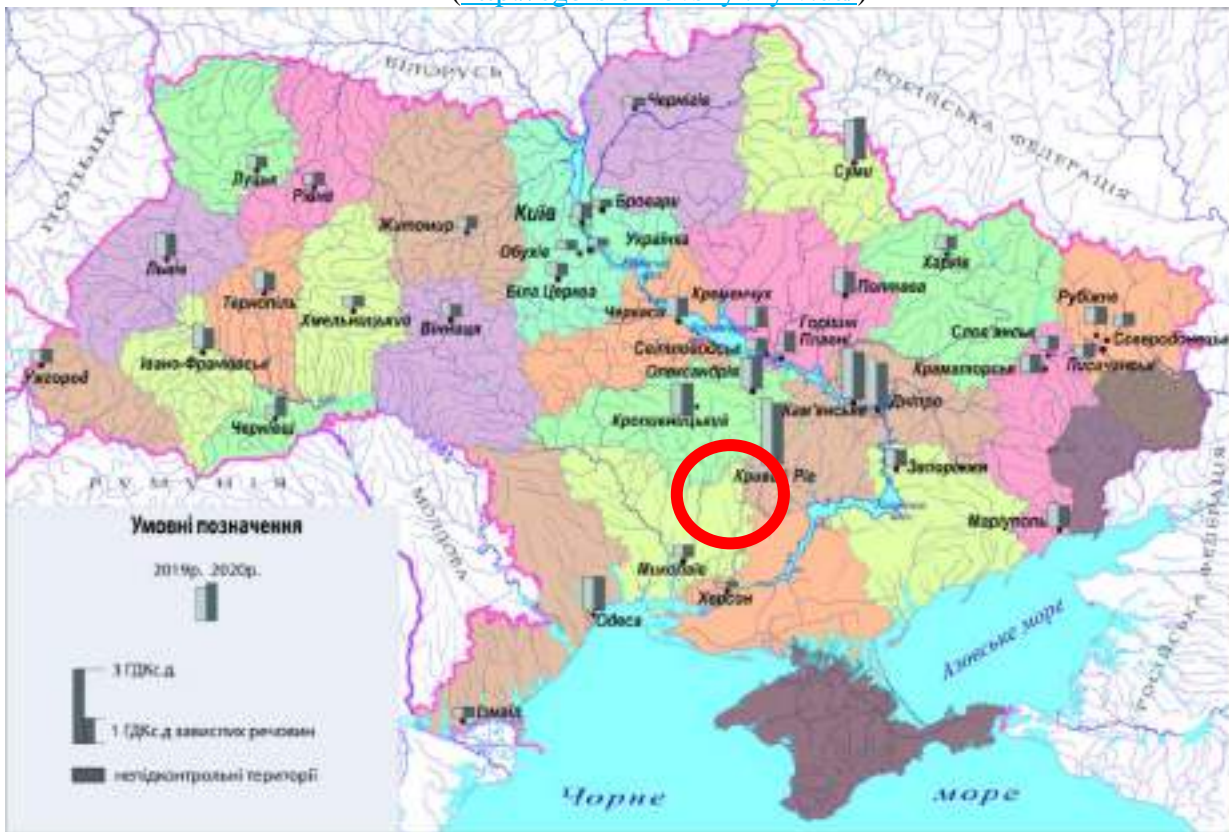 БІЛОРУСЬ
РОСІЙСЬКА ФЕДЕРАЦІЯ
ПОЛЬЩА
Чернігів
Суми
Луцьк
Рівне
Київ
Бровари
Житомир
Обухів
Українка
Біла Церква
Львів
Тернопіль
Хмельницький
Вінниця
Харків
Полтава
Рубіжне
Кременчук
Черкаси
Горішні
Плавні
Світловодськ
Слов'янськ
Сєвєродонецьк
Лисичанськ
Краматорськ
Івано-Франківськ
Ужгород
Олександрія
Кам'янське
Дніпро
Чернівці
Кропивницький
Кривий Ріг
Запоріжжя
МОЛДОВА
Маріуполь
ФЕДЕРАЦІЯ
РОСІЙСЬКА
Умовні позначення
2019р. 2020р.
Миколаїв
Херсон
Одеса
Азовське море
3 ГДКс.д.
1 ГДКс.д завислих речовин
непідконтрольні території
Ізмаїл
Чорне море